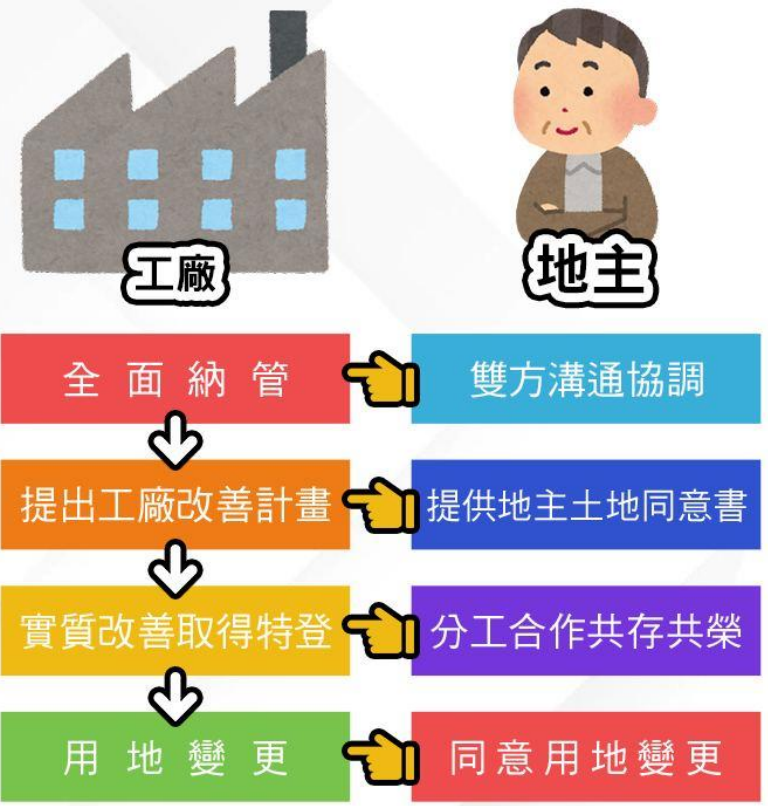 工廠
地主
全面納管
雙方溝通協調
提出工廠改善計畫
提供地主土地同意書
實質改善取得特登
分工合作共存共榮
用地變更
同意用地變更